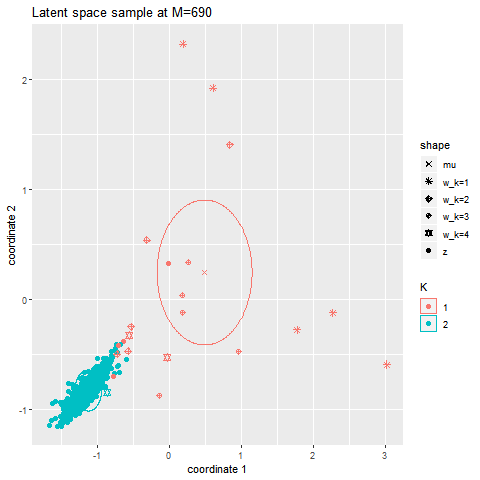 Latent space sample at M=690
coordinate 2
2
1
0
-1
-1
0
1
2
3
coordinate 1
shape
mu
w_k=1
w_k=2
w_k=3
w_k=4
z
K
1
2